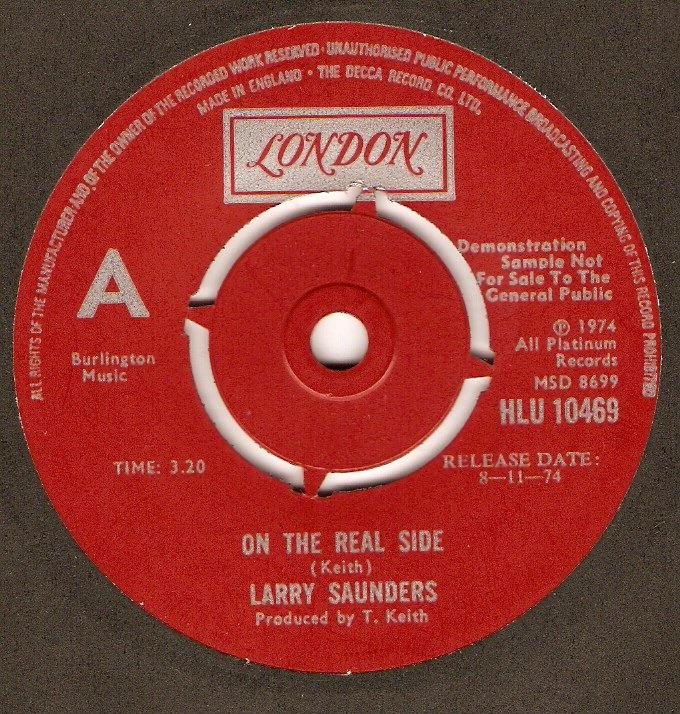 ALL RIGHTS OF THE MANUFACTURER AND OF THE OWNER OF THE RECORDED WORK RESERVED · UNAUTHORISED PUBLIC PERFORMANCE BROADCASTING AND COPYING OF THIS RECORD PROHIBITED
MADE IN ENGLAND · THE DECCA RECORD CO. LTD.
LONDON
A
Demonstration
Sample Not
For Sale To The
General Public
Burlington
Music
℗ 1974
All Platinum
Records
MSD 8699
HLU 10469
TIME: 3.20
RELEASE DATE:
8—11—74
ON THE REAL SIDE
(Keith)
LARRY SAUNDERS
Produced by T. Keith